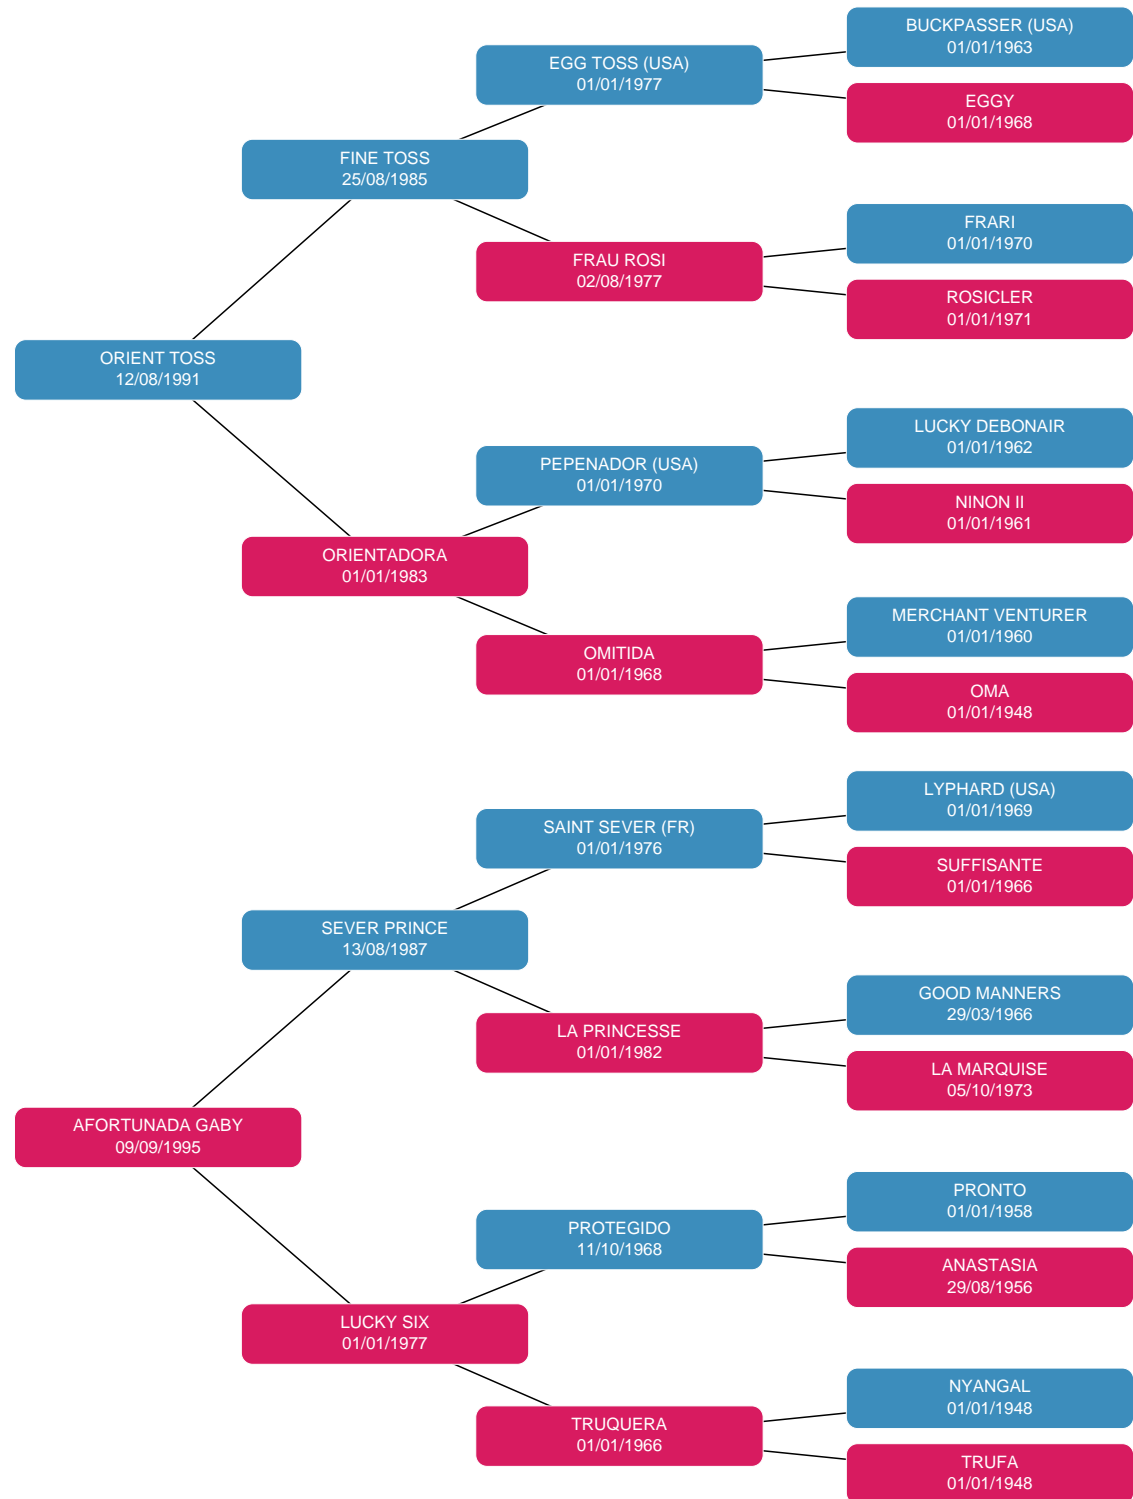 BUCKPASSER (USA)
01/01/1963
EGG TOSS (USA)
01/01/1977
EGGY
01/01/1968
FINE TOSS
25/08/1985
FRARI
01/01/1970
FRAU ROSI
02/08/1977
ROSICLER
01/01/1971
ORIENT TOSS
12/08/1991
LUCKY DEBONAIR
01/01/1962
PEPENADOR (USA)
01/01/1970
NINON II
01/01/1961
ORIENTADORA
01/01/1983
MERCHANT VENTURER
01/01/1960
OMITIDA
01/01/1968
OMA
01/01/1948
LYPHARD (USA)
01/01/1969
SAINT SEVER (FR)
01/01/1976
SUFFISANTE
01/01/1966
SEVER PRINCE
13/08/1987
GOOD MANNERS
29/03/1966
LA PRINCESSE
01/01/1982
LA MARQUISE
05/10/1973
AFORTUNADA GABY
09/09/1995
PRONTO
01/01/1958
PROTEGIDO
11/10/1968
ANASTASIA
29/08/1956
LUCKY SIX
01/01/1977
NYANGAL
01/01/1948
TRUQUERA
01/01/1966
TRUFA
01/01/1948